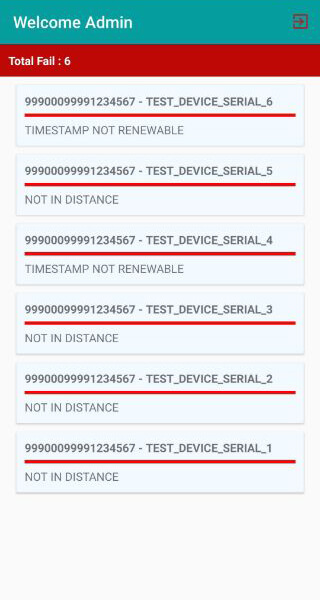 Welcome Admin
Total Fail : 6
99900099991234567 - TEST_DEVICE_SERIAL_6
TIMESTAMP NOT RENEWABLE
99900099991234567 - TEST_DEVICE_SERIAL_5
NOT IN DISTANCE
99900099991234567 - TEST_DEVICE_SERIAL_4
TIMESTAMP NOT RENEWABLE
99900099991234567 - TEST_DEVICE_SERIAL_3
NOT IN DISTANCE
99900099991234567 - TEST_DEVICE_SERIAL_2
NOT IN DISTANCE
99900099991234567 - TEST_DEVICE_SERIAL_1
NOT IN DISTANCE